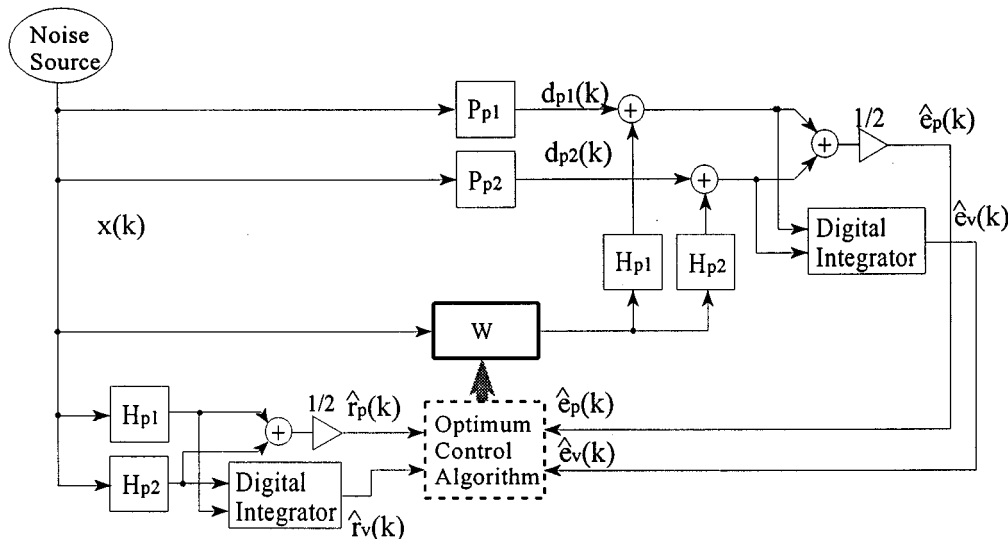 Noise
Source
Pp1
dp1(k)
+
+
1/2
êp(k)
Pp2
dp2(k)
+
x(k)
Hp1
Hp2
Digital
Integrator
êv(k)
W
Hp1
+
1/2
r̂p(k)
Optimum
Control
Algorithm
êp(k)
êv(k)
Hp2
Digital
Integrator
r̂v(k)